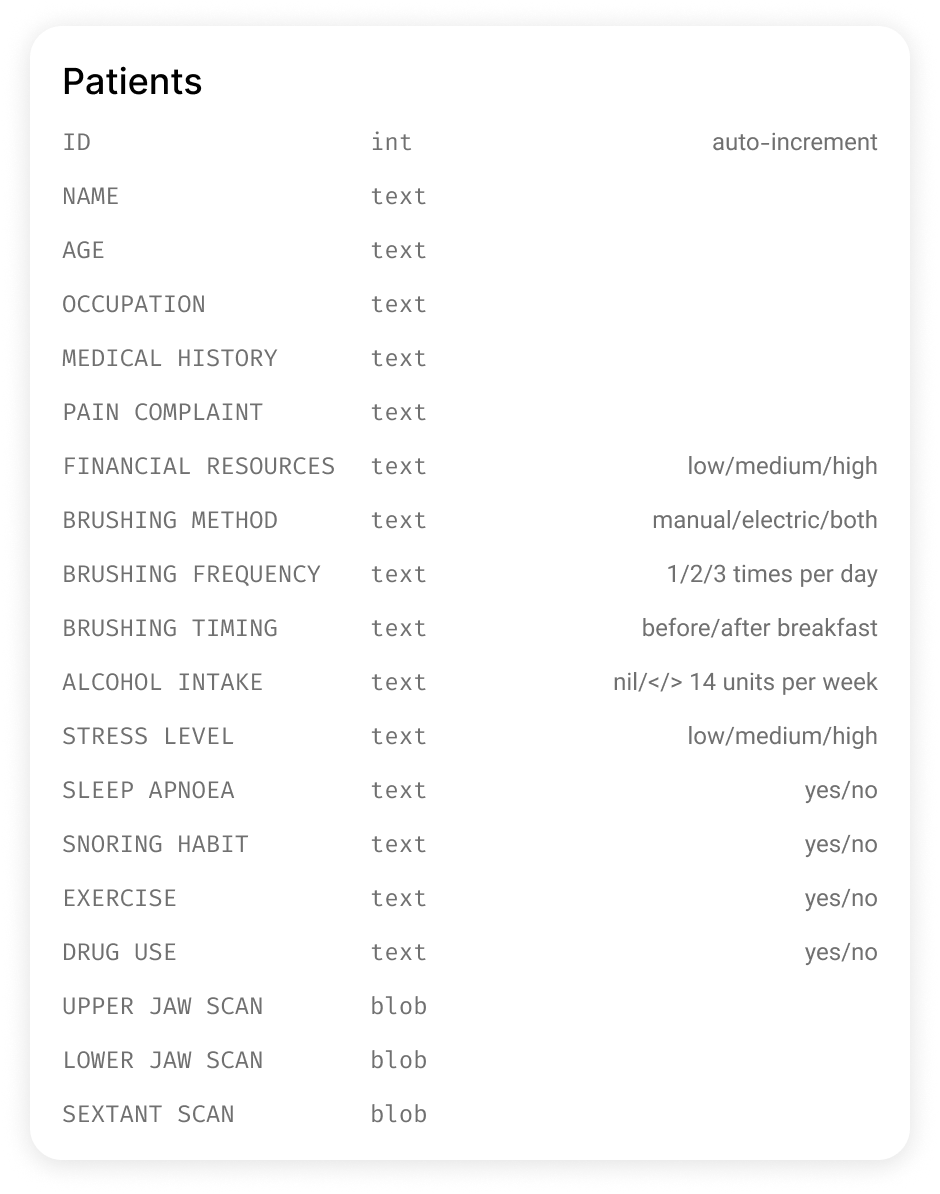 Patients
ID int auto-increment
NAME text
AGE text
OCCUPATION text
MEDICAL HISTORY text
PAIN COMPLAINT text
FINANCIAL RESOURCES text low/medium/high
BRUSHING METHOD text manual/electric/both
BRUSHING FREQUENCY text 1/2/3 times per day
BRUSHING TIMING text before/after breakfast
ALCOHOL INTAKE text nil/</> 14 units per week
STRESS LEVEL text low/medium/high
SLEEP APNOEA text yes/no
SNORING HABIT text yes/no
EXERCISE text yes/no
DRUG USE text yes/no
UPPER JAW SCAN blob
LOWER JAW SCAN blob
SEXTANT SCAN blob